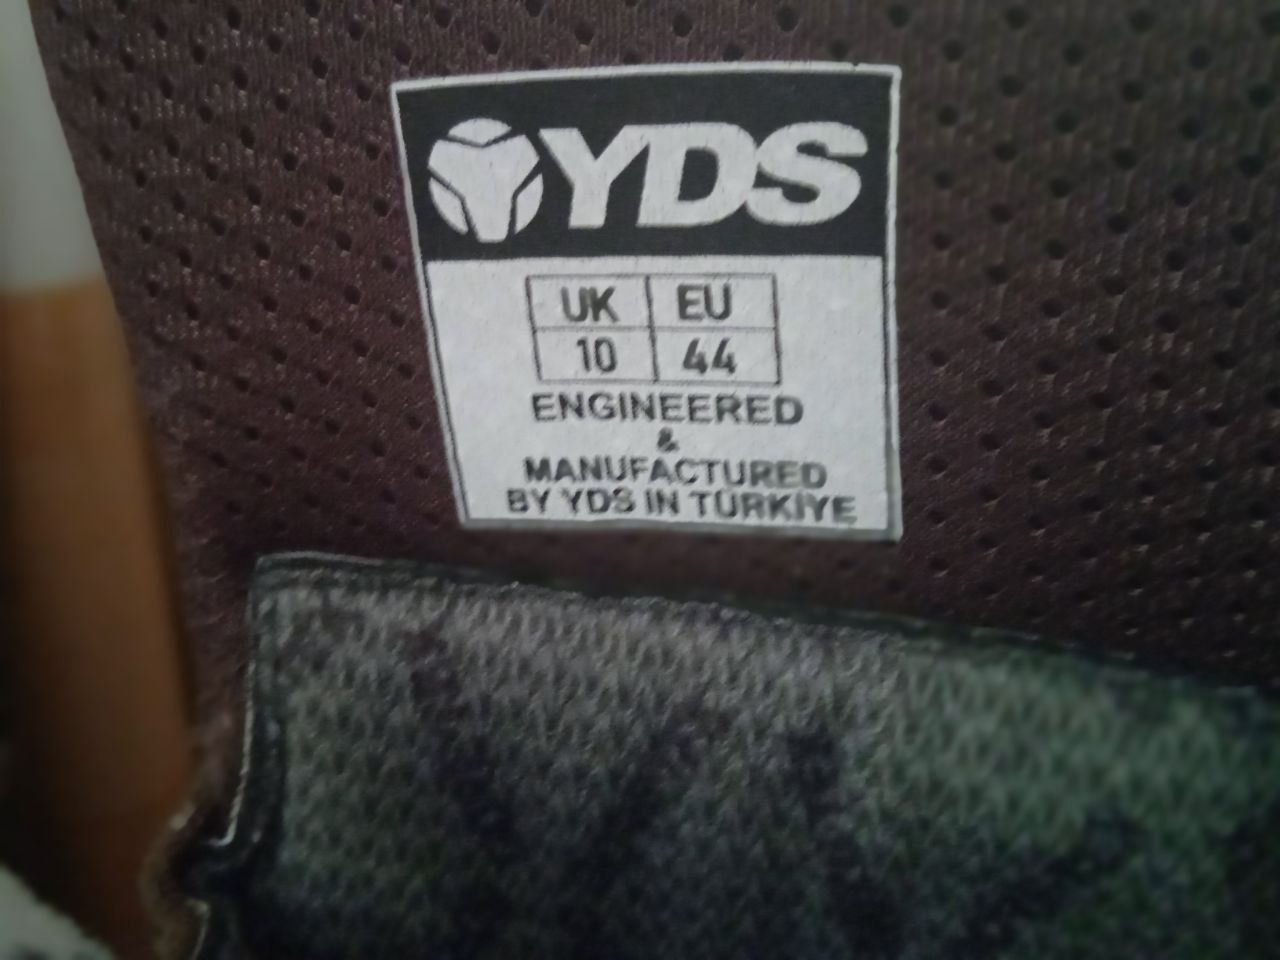 YDS
UK EU
10 44
ENGINEERED
&
MANUFACTURED
BY YDS IN TÜRKİYE